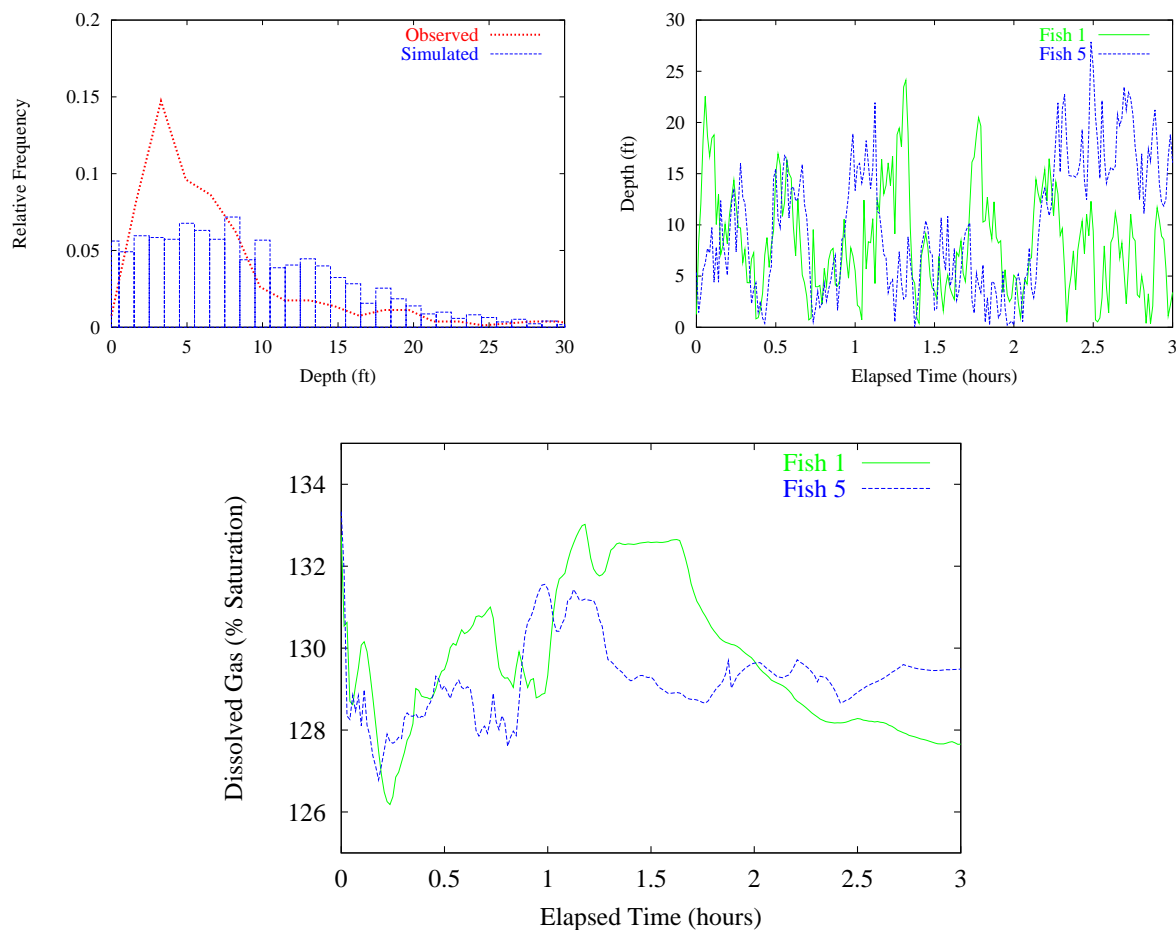 0.2
0.15
0.1
0.05
0
Relative Frequency
Observed
Simulated
0 5 10 15 20 25 30
Depth (ft)
30
25
20
15
10
5
0
Depth (ft)
Fish 1
Fish 5
0 0.5 1 1.5 2 2.5 3
Elapsed Time (hours)
134
132
130
128
126
Dissolved Gas (% Saturation)
Fish 1
Fish 5
0 0.5 1 1.5 2 2.5 3
Elapsed Time (hours)